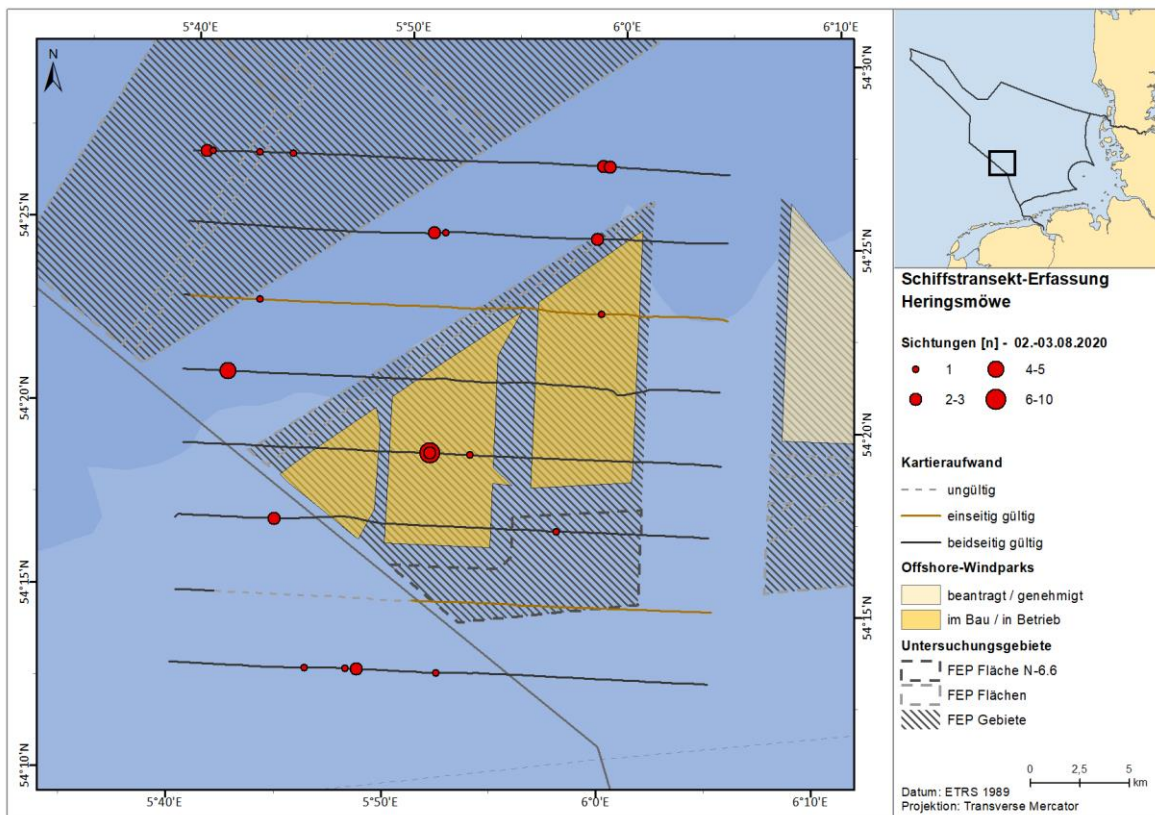 5°40'E 5°50'E 6°0'E 6°10'E
N
54°30'N
54°25'N
54°25'N
54°20'N
54°20'N
54°15'N
54°15'N
54°10'N
5°40'E 5°50'E 6°0'E 6°10'E
Schiffstransekt-Erfassung
Heringsmöwe
Sichtungen [n] - 02.-03.08.2020
1 4-5
2-3 6-10
Kartieraufwand
ungültig
einseitig gültig
beidseitig gültig
Offshore-Windparks
beantragt / genehmigt
im Bau / in Betrieb
Untersuchungsgebiete
FEP Fläche N-6.6
FEP Flächen
FEP Gebiete
0 2,5 5
km
Datum: ETRS 1989
Projektion: Transverse Mercator